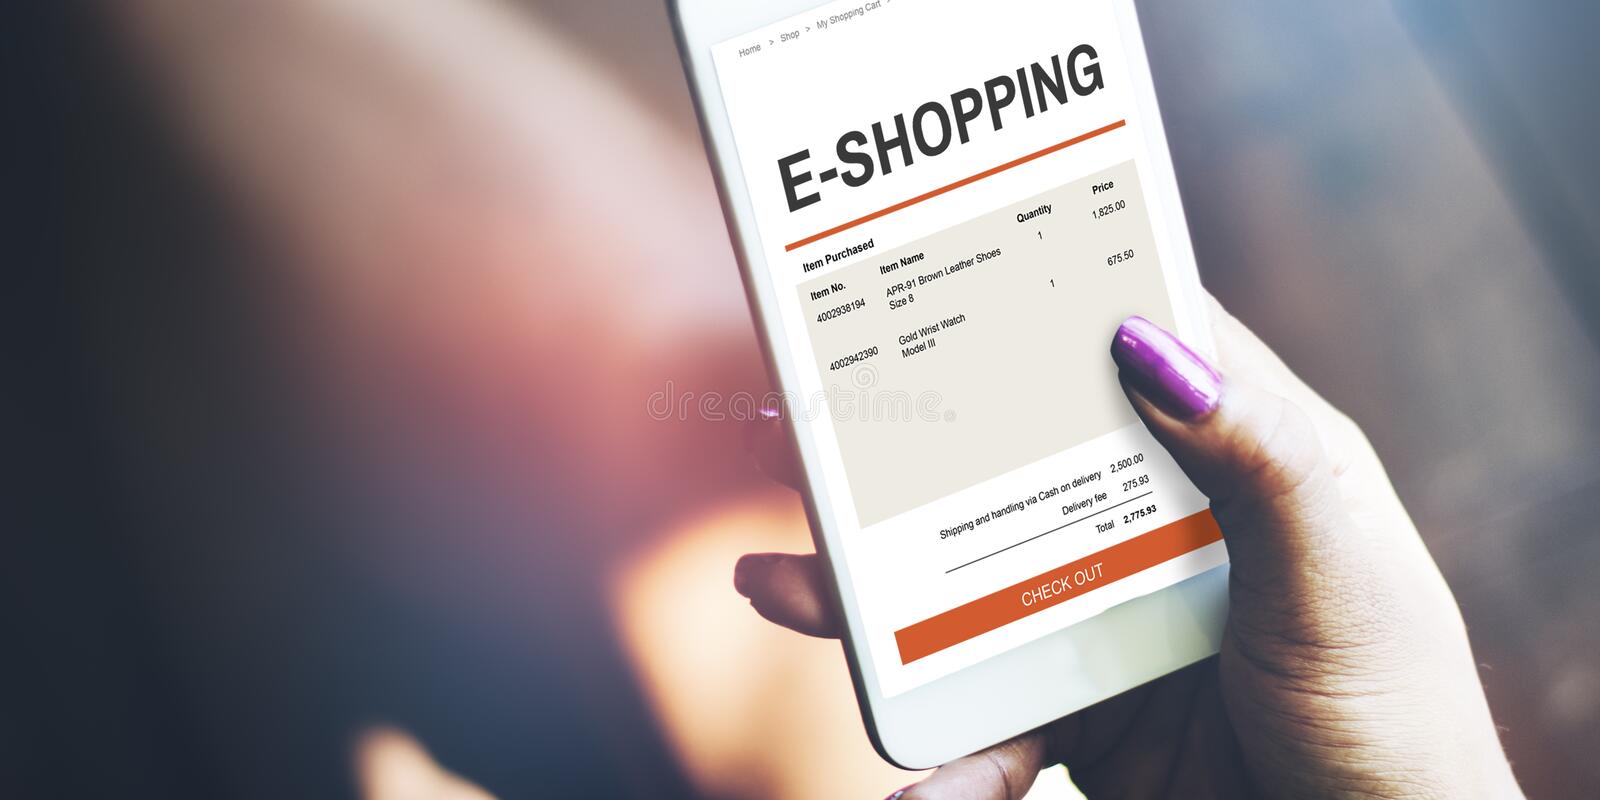 Home > Shop > My Shopping Cart >
E-SHOPPING
Item Purchased
Item No. Item Name Quantity Price
4002938194 APR-91 Brown Leather Shoes 1 1,825.00
Size 8
4002942390 Gold Wrist Watch 1 675.50
Model III
dreamstime
Shipping and handling via Cash on delivery 2,500.00
Delivery fee 275.93
Total 2,775.93
CHECK OUT